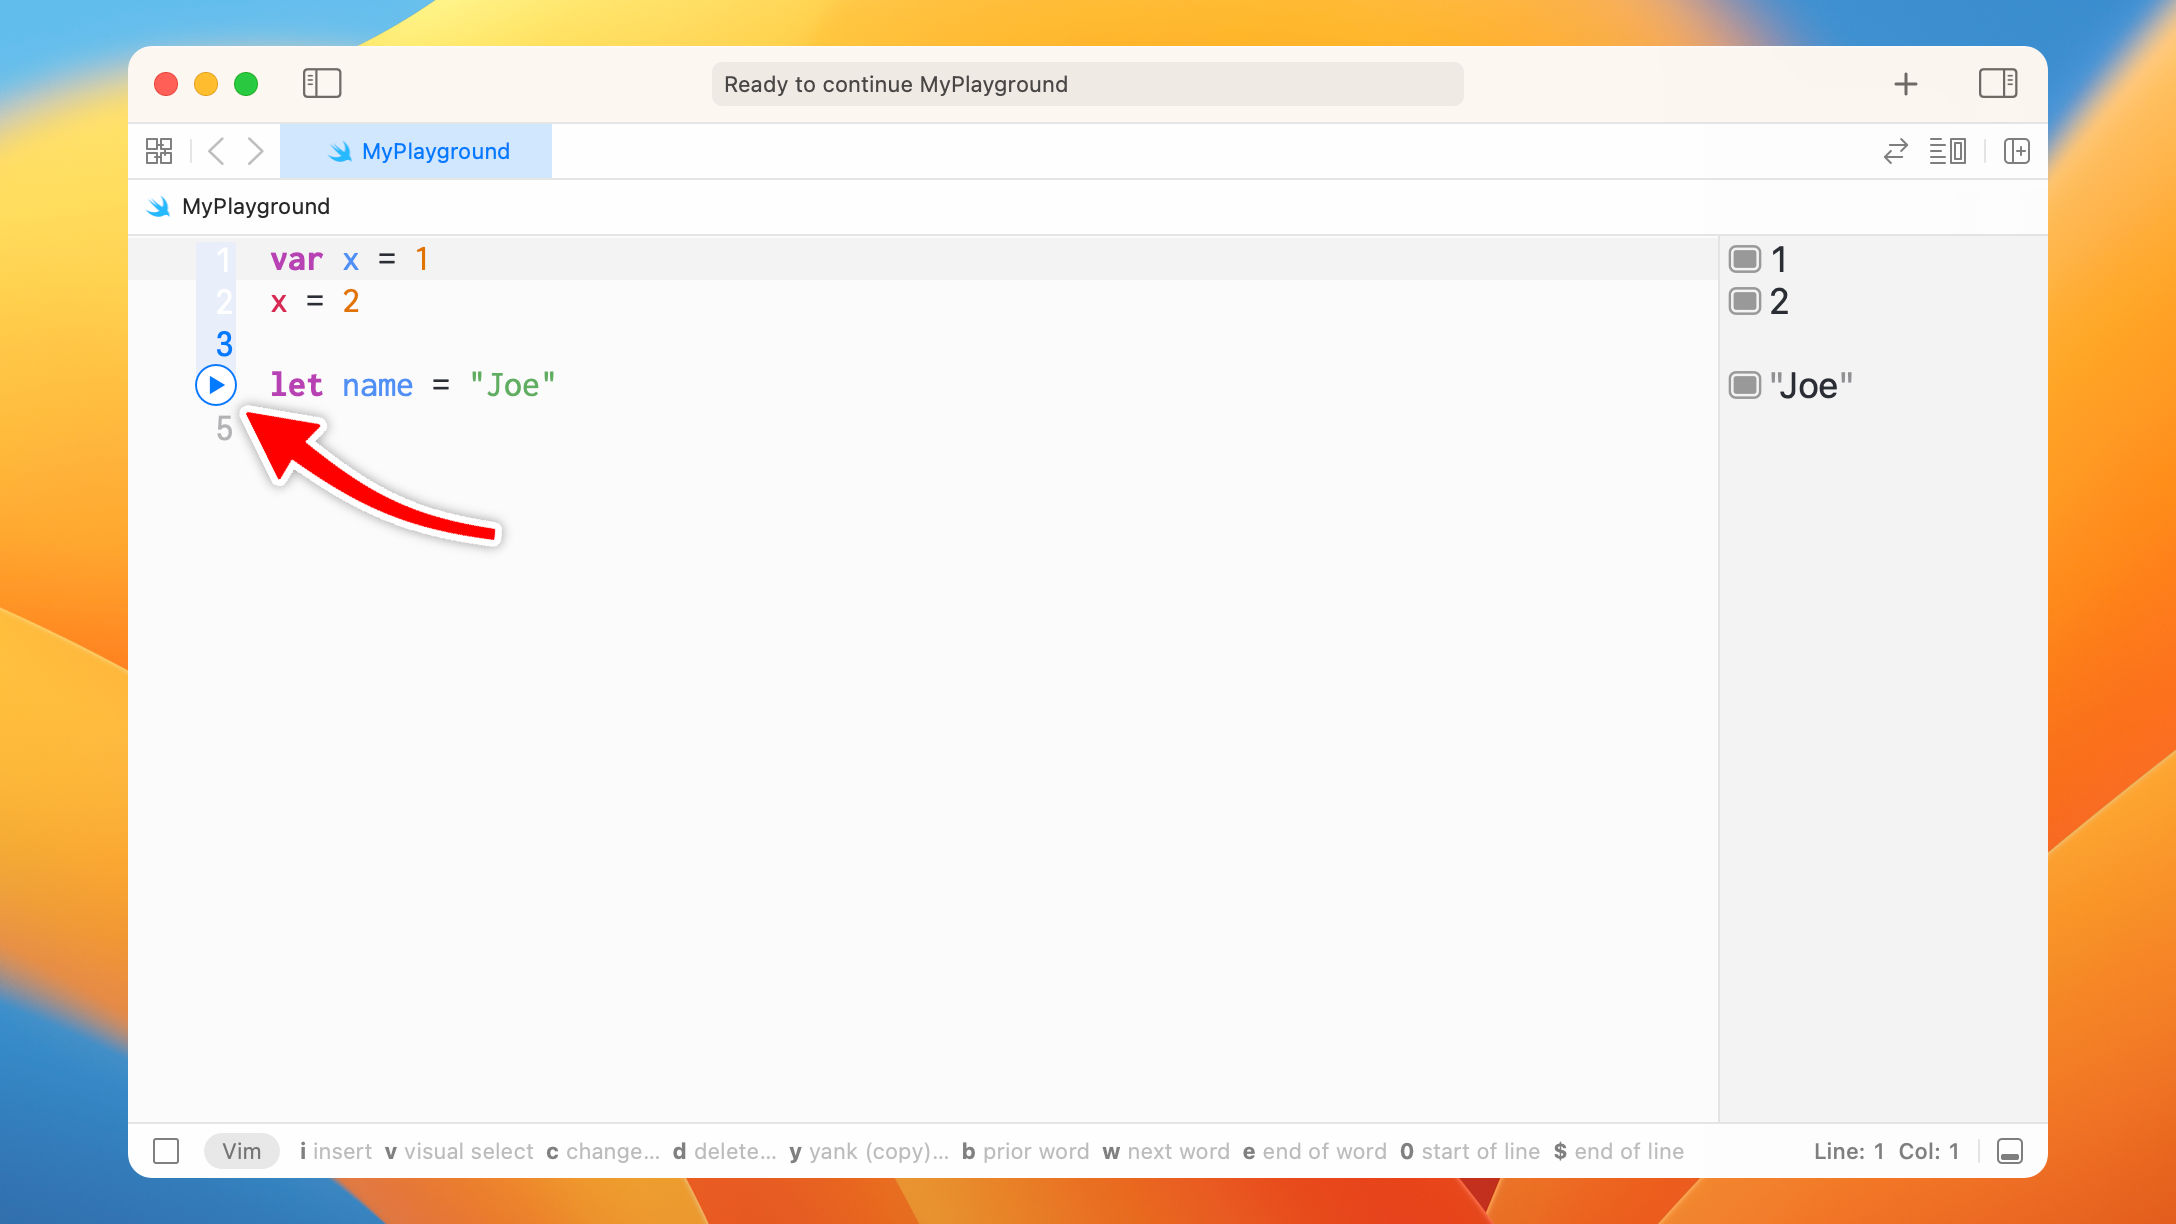 Ready to continue MyPlayground
MyPlayground
MyPlayground
1 var x = 1 1
2 x = 2 2
3
let name = "Joe" "Joe"
5
Vim i insert v visual select c change... d delete... y yank (copy)... b prior word w next word e end of word 0 start of line $ end of line Line: 1 Col: 1